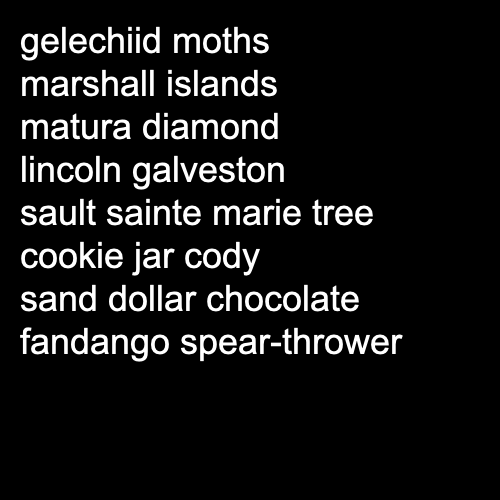 gelechiid moths
marshall islands
matura diamond
lincoln galveston
sault sainte marie tree
cookie jar cody
sand dollar chocolate
fandango spear-thrower